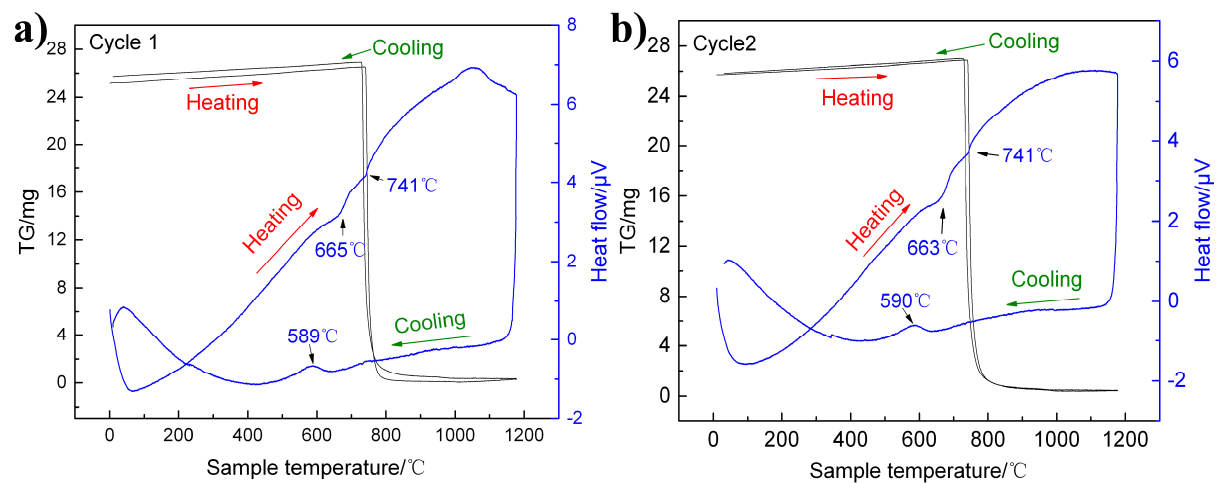 a)
Cycle 1
Cooling
Heating
741℃
Heating
665℃
589℃
Cooling
TG/mg
28
24
20
16
12
8
4
0
8
6
4
2
0
-2
Heat flow/µV
0 200 400 600 800 1000 1200
Sample temperature/℃
b)
Cycle2
Cooling
Heating
741℃
Heating
663℃
590℃
Cooling
TG/mg
28
24
20
16
12
8
4
0
6
4
2
0
-2
Heat flow/µV
0 200 400 600 800 1000 1200
Sample temperature/℃